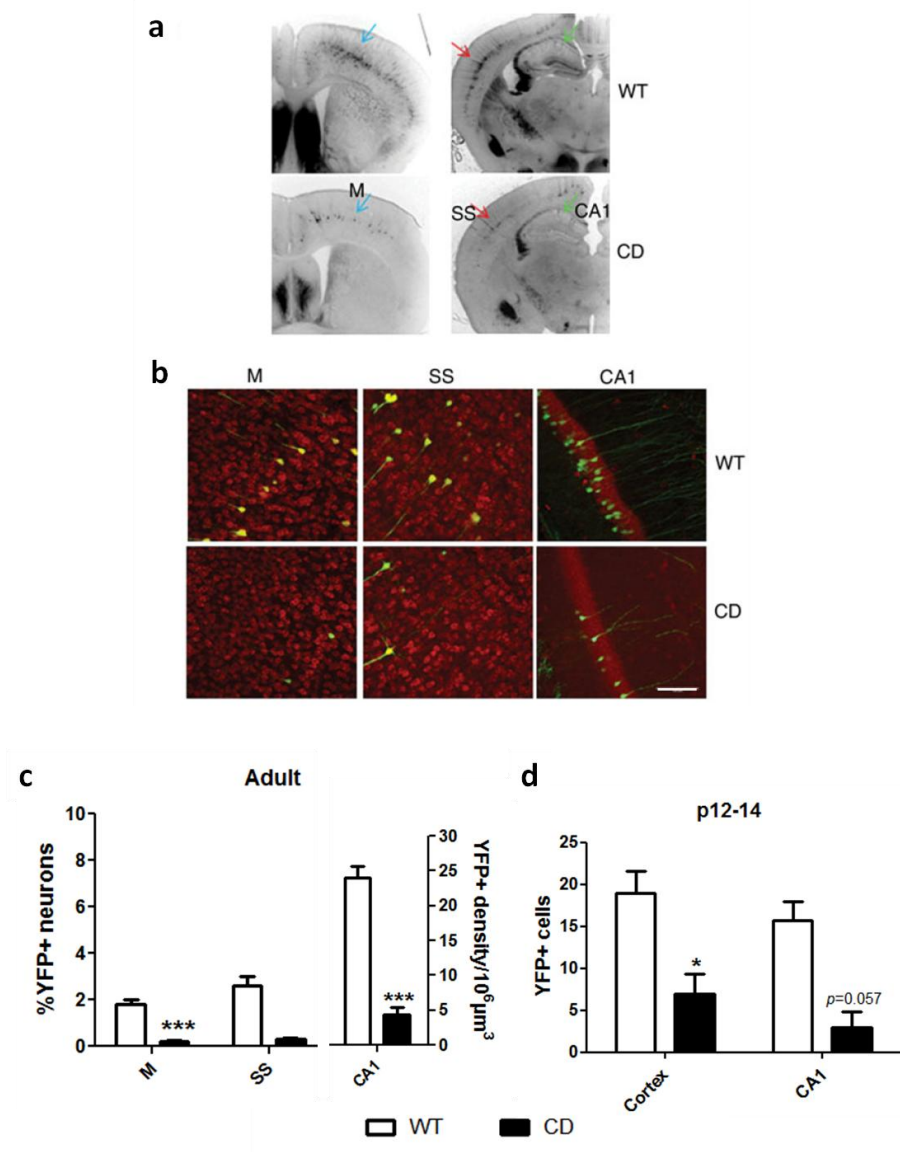 a
WT
M
SS
CA1
CD
b
M
SS
CA1
WT
CD
c
Adult
%YFP+ neurons
10
8
6
4
2
0
***
M
SS
***
CA1
30
25
20
15
10
5
0
YFP+ density/10⁶µm³
d
p12-14
YFP+ cells
25
20
15
10
5
0
*
p=0.057
Cortex
CA1
WT
CD